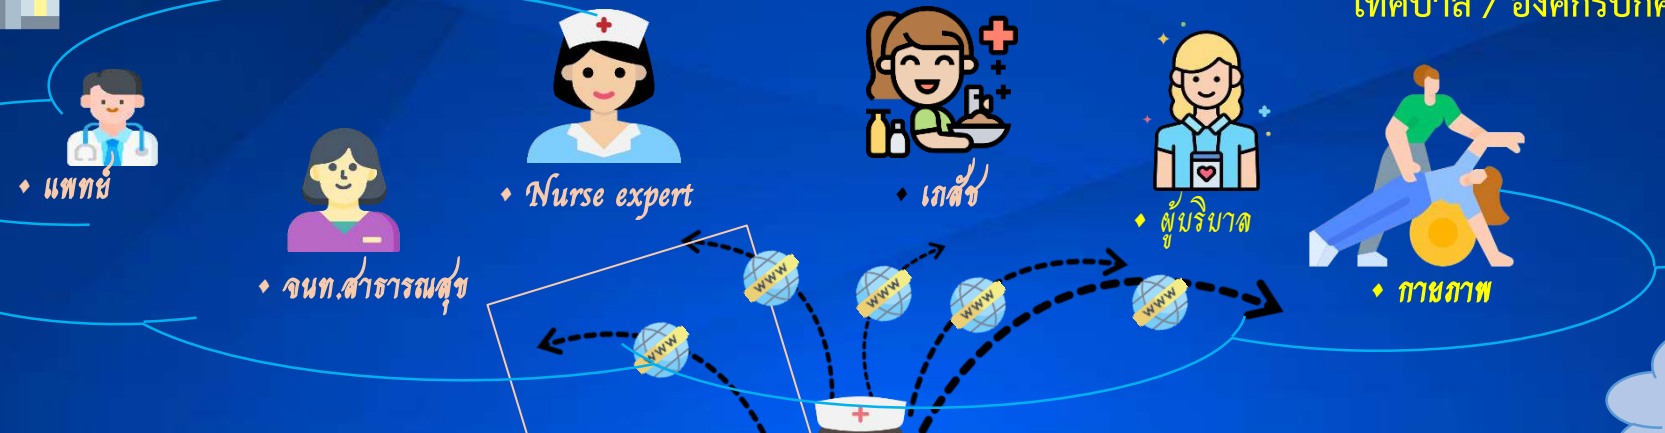 เทศบาล / องค์กรปกค
♦ แพทย์
♦ จนท.สาธารณสุข
♦ Nurse expert
♦ เภสัช
♦ ผู้บริบาล
♦ กายภาพ
www
www
www
www
www